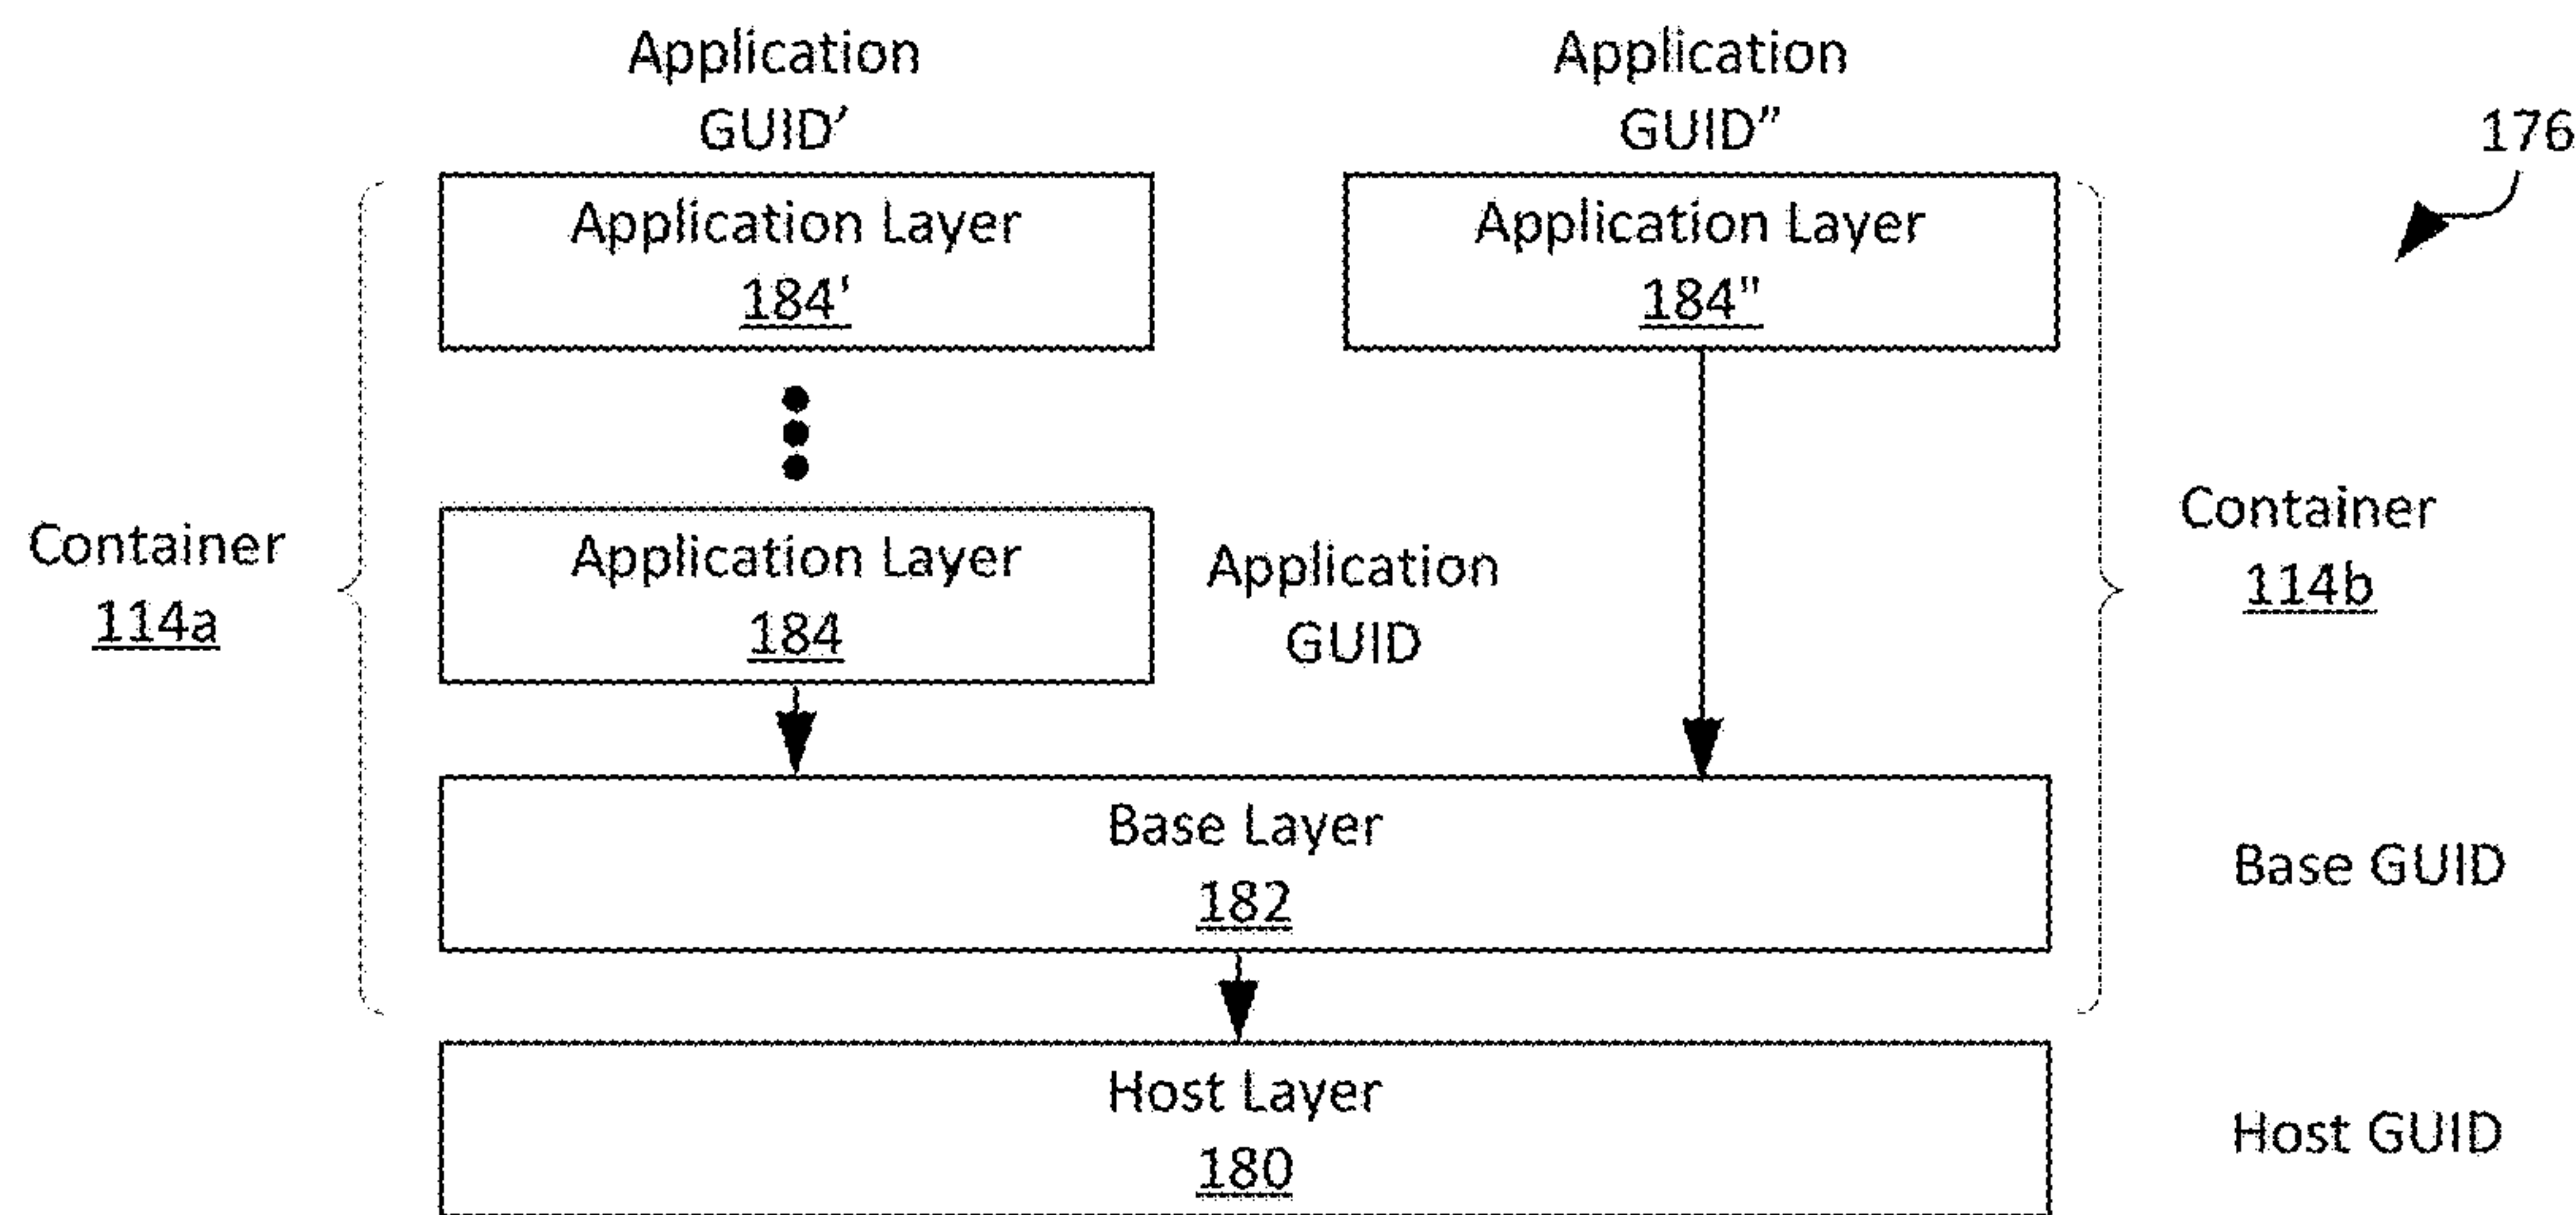 Application
GUID’
Application
GUID”
176
Application Layer
184'
Application Layer
184"
Container
114a
Application Layer
184
Application
GUID
Container
114b
Base Layer
182
Base GUID
Host Layer
180
Host GUID